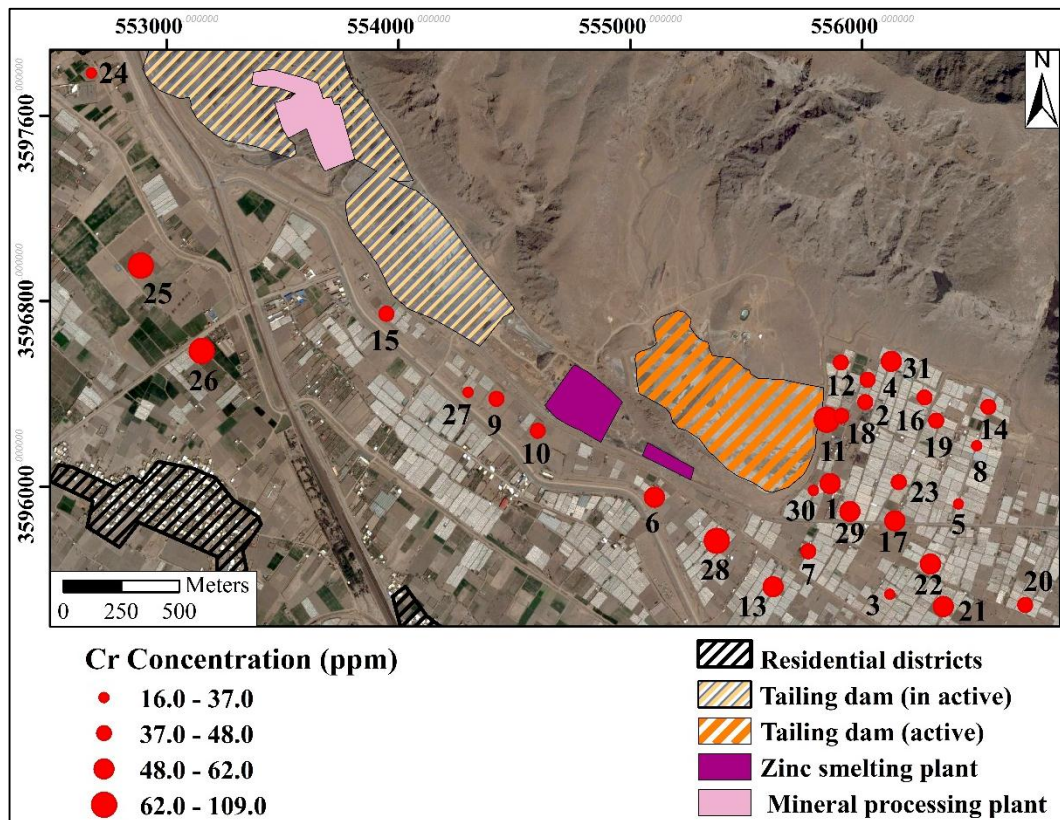 553000.000000 554000.000000 555000.000000 556000.000000
N
3597600.000000
3596800.000000
3596000.000000
24
25
26
15
27
9
10
6
28
13
7
30
1
29
11
18
12
4
2
31
16
19
14
8
23
5
17
22
3
21
20
Meters
0 250 500
Cr Concentration (ppm)
16.0 - 37.0
37.0 - 48.0
48.0 - 62.0
62.0 - 109.0
Residential districts
Tailing dam (in active)
Tailing dam (active)
Zinc smelting plant
Mineral processing plant